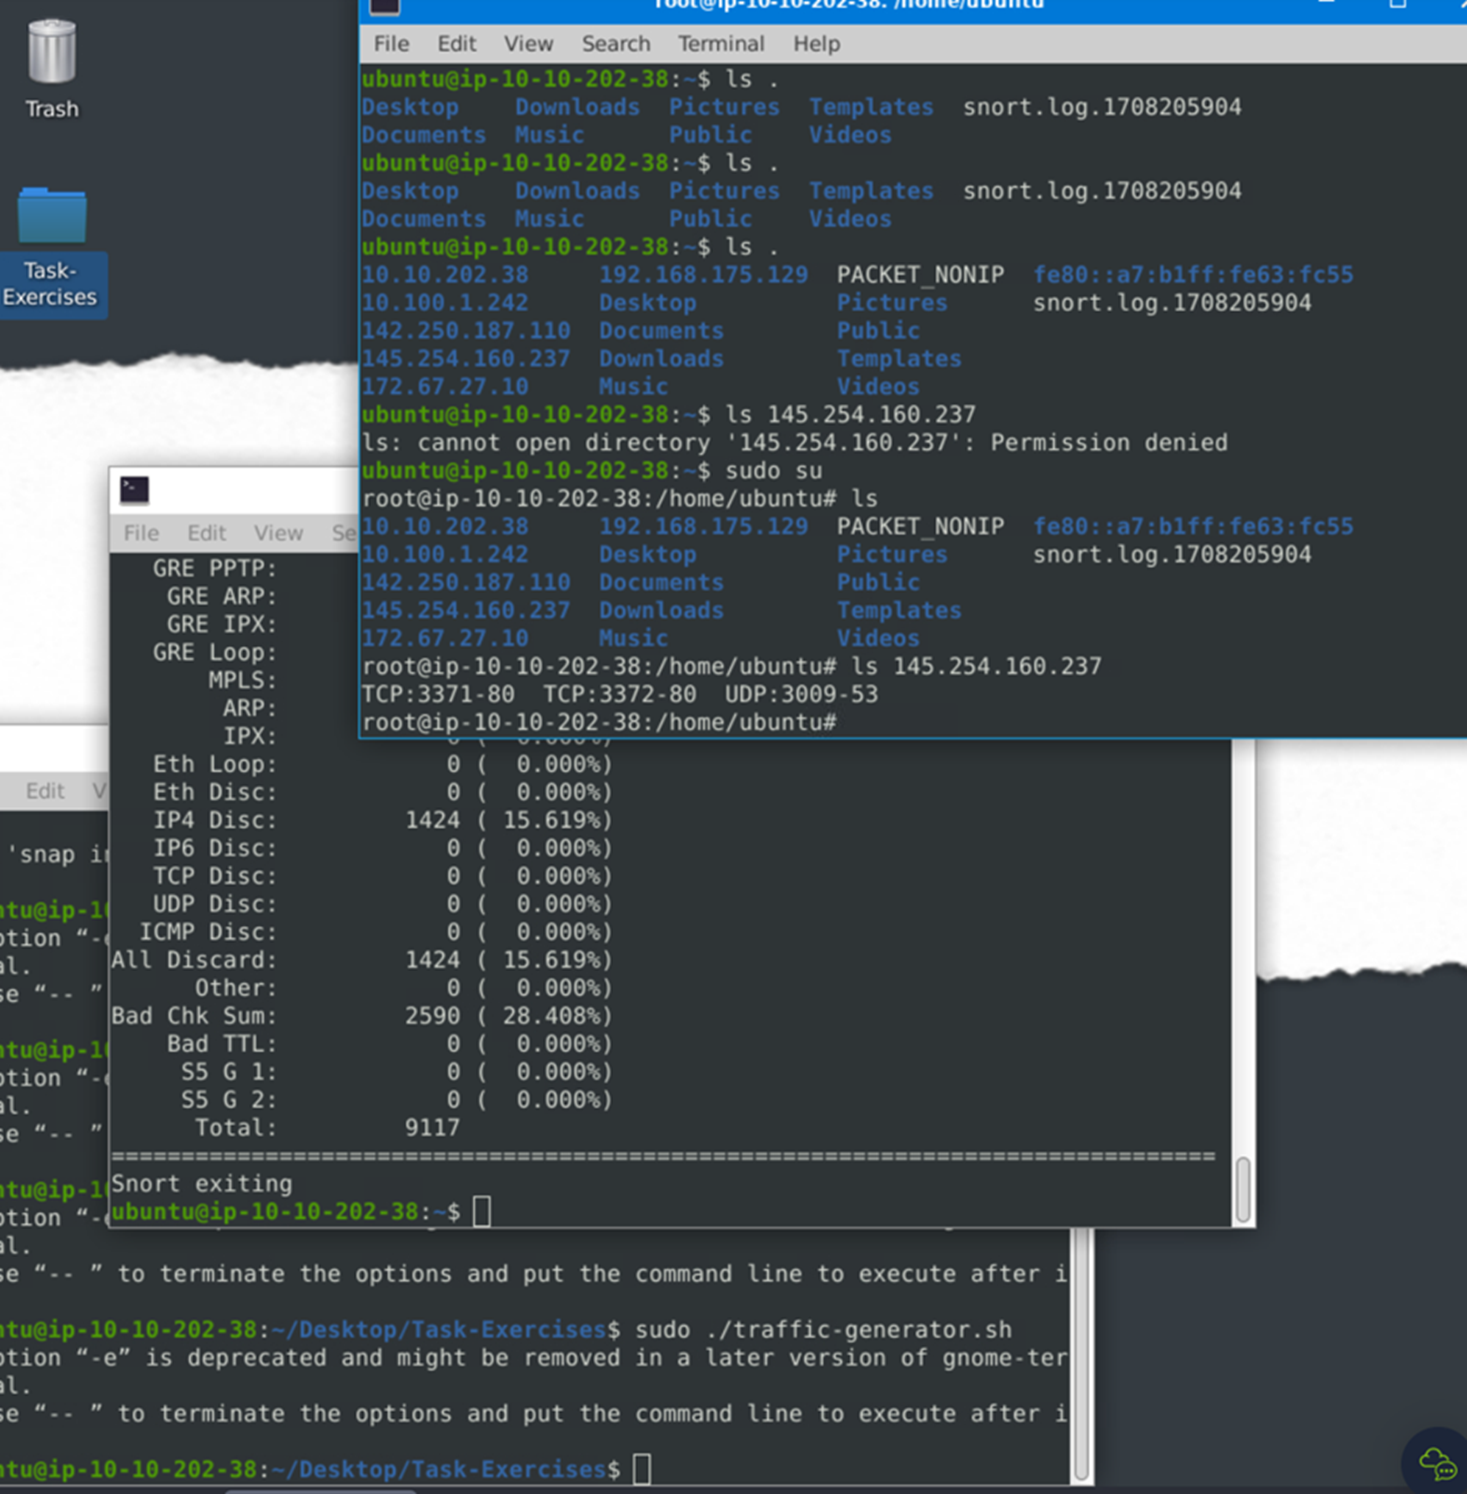 Trash
Task-
Exercises
root@ip-10-10-202-38: /home/ubuntu
File Edit View Search Terminal Help
ubuntu@ip-10-10-202-38:~$ ls .
Desktop Downloads Pictures Templates snort.log.1708205904
Documents Music Public Videos
ubuntu@ip-10-10-202-38:~$ ls .
Desktop Downloads Pictures Templates snort.log.1708205904
Documents Music Public Videos
ubuntu@ip-10-10-202-38:~$ ls .
10.10.202.38 192.168.175.129 PACKET_NONIP fe80::a7:b1ff:fe63:fc55
10.100.1.242 Desktop Pictures snort.log.1708205904
142.250.187.110 Documents Public
145.254.160.237 Downloads Templates
172.67.27.10 Music Videos
ubuntu@ip-10-10-202-38:~$ ls 145.254.160.237
ls: cannot open directory '145.254.160.237': Permission denied
ubuntu@ip-10-10-202-38:~$ sudo su
root@ip-10-10-202-38:/home/ubuntu# ls
10.10.202.38 192.168.175.129 PACKET_NONIP fe80::a7:b1ff:fe63:fc55
10.100.1.242 Desktop Pictures snort.log.1708205904
142.250.187.110 Documents Public
145.254.160.237 Downloads Templates
172.67.27.10 Music Videos
root@ip-10-10-202-38:/home/ubuntu# ls 145.254.160.237
TCP:3371-80 TCP:3372-80 UDP:3009-53
root@ip-10-10-202-38:/home/ubuntu#
File Edit View Se
GRE PPTP:
GRE ARP:
GRE IPX:
GRE Loop:
MPLS:
ARP:
IPX: 0 ( 0.000%)
Eth Loop: 0 ( 0.000%)
Eth Disc: 0 ( 0.000%)
IP4 Disc: 1424 ( 15.619%)
IP6 Disc: 0 ( 0.000%)
TCP Disc: 0 ( 0.000%)
UDP Disc: 0 ( 0.000%)
ICMP Disc: 0 ( 0.000%)
All Discard: 1424 ( 15.619%)
Other: 0 ( 0.000%)
Bad Chk Sum: 2590 ( 28.408%)
Bad TTL: 0 ( 0.000%)
S5 G 1: 0 ( 0.000%)
S5 G 2: 0 ( 0.000%)
Total: 9117
===============================================================================
Snort exiting
ubuntu@ip-10-10-202-38:~$
Edit V
'snap in
ntu@ip-10
otion “-e
al.
se “-- ”
ntu@ip-10
otion “-e
al.
se “-- ”
ntu@ip-10
otion “-e
al.
se “-- ” to terminate the options and put the command line to execute after i
ntu@ip-10-10-202-38:~/Desktop/Task-Exercises$ sudo ./traffic-generator.sh
otion “-e” is deprecated and might be removed in a later version of gnome-ter
al.
se “-- ” to terminate the options and put the command line to execute after i
ntu@ip-10-10-202-38:~/Desktop/Task-Exercises$